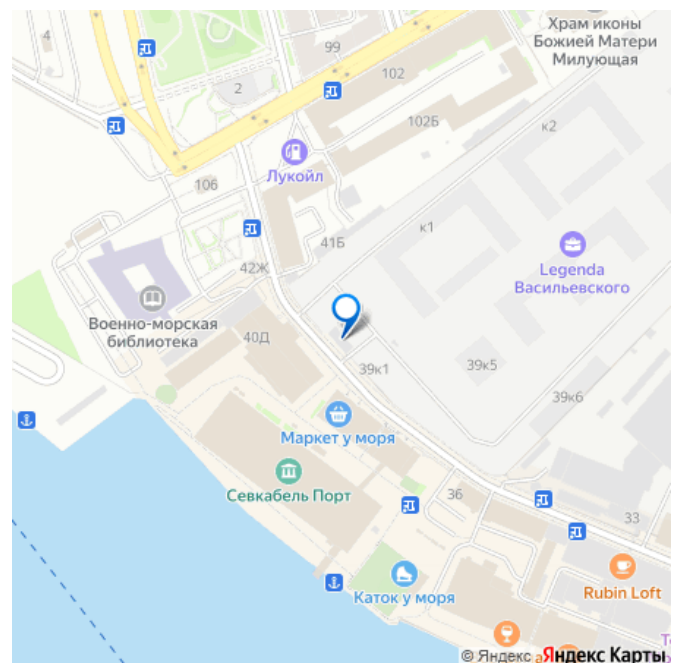 Храм иконы
Божией Матери
Милующая
4
99
102
2
102Б
к2
Лукойл
106
41Б
к1
42Ж
Legenda
Васильевского
Военно-морская
библиотека
40Д
39к1
39к5
39к6
Маркет у моря
Севкабель Порт
36
33
Rubin Loft
Каток у моря
© Яндекс Яндекс Карты